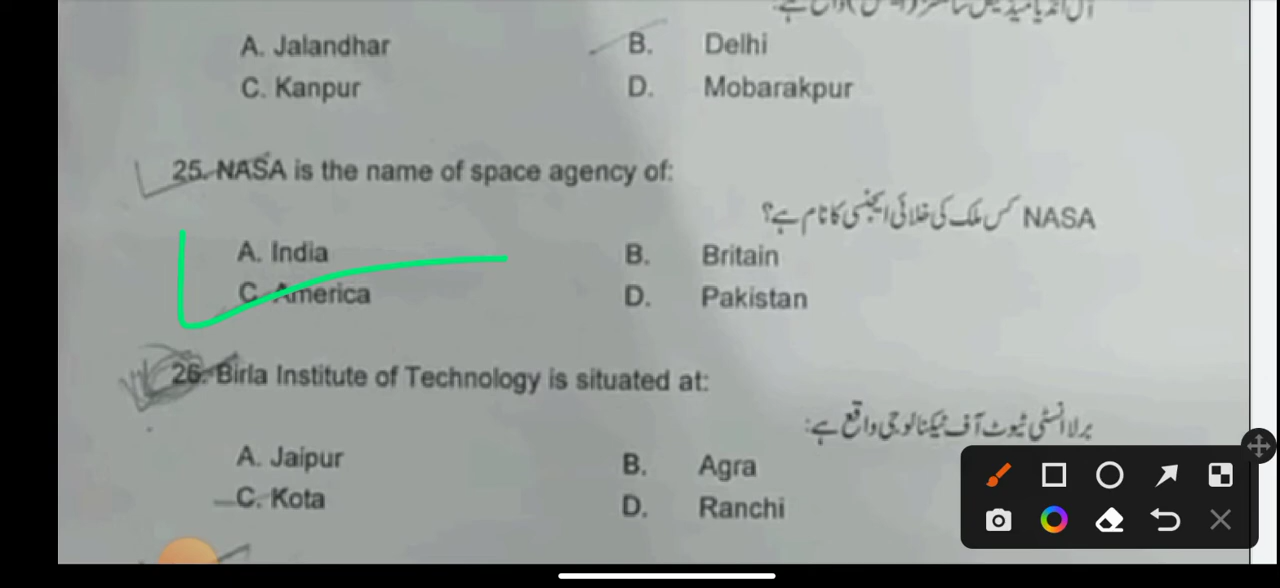 A. Jalandhar B. Delhi
C. Kanpur D. Mobarakpur
25. NASA is the name of space agency of:
NASA کس ملک کی خلائی ایجنسی کا نام ہے؟
A. India B. Britain
C. America D. Pakistan
26. Birla Institute of Technology is situated at:
برلا انسٹی ٹیوٹ آف ٹیکنالوجی واقع ہے:
A. Jaipur B. Agra
C. Kota D. Ranchi